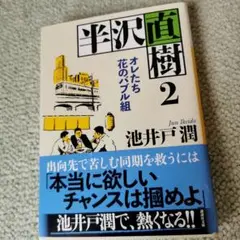 半沢直樹
2
オレたち
花のバブル組
池井戸潤
Jun Ikeido
出向先で苦しむ同期を救うには
「本当に欲しい
チャンスは掴めよ」
池井戸潤で、熱くなる!!